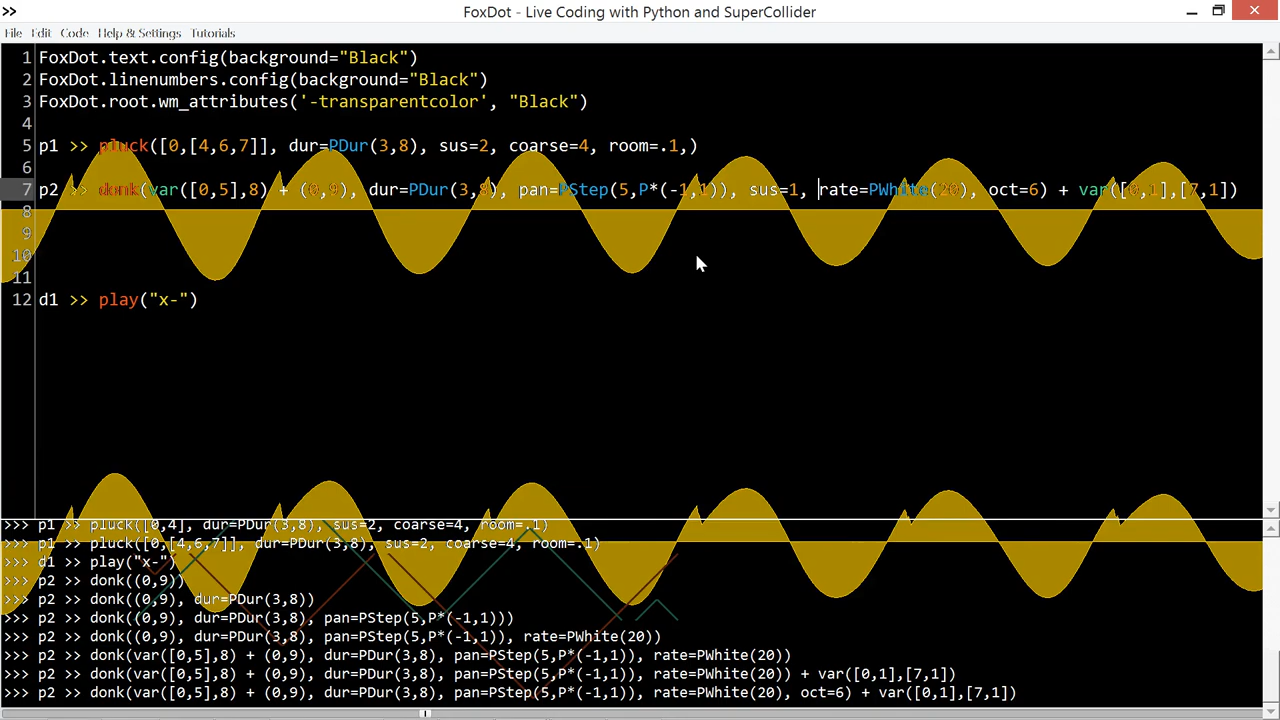 FoxDot - Live Coding with Python and SuperCollider
File Edit Code Help & Settings Tutorials
1 FoxDot.text.config(background="Black")
2 FoxDot.linenumbers.config(background="Black")
3 FoxDot.root.wm_attributes('-transparentcolor', "Black")
4
5 p1 >> pluck([0,[4,6,7]], dur=PDur(3,8), sus=2, coarse=4, room=.1,)
6
7 p2 >> donk(var([0,5],8) + (0,9), dur=PDur(3,8), pan=PStep(5,P*(-1,1)), sus=1, rate=PWhite(20), oct=6) + var([0,1],[7,1])
8
9
10
11
12 d1 >> play("x-")
>>> p1 >> pluck([0,4], dur=PDur(3,8), sus=2, coarse=4, room=.1)
>>> p1 >> pluck([0,[4,6,7]], dur=PDur(3,8), sus=2, coarse=4, room=.1)
>>> d1 >> play("x-")
>>> p2 >> donk((0,9))
>>> p2 >> donk((0,9), dur=PDur(3,8))
>>> p2 >> donk((0,9), dur=PDur(3,8), pan=PStep(5,P*(-1,1)))
>>> p2 >> donk((0,9), dur=PDur(3,8), pan=PStep(5,P*(-1,1)), rate=PWhite(20))
>>> p2 >> donk(var([0,5],8) + (0,9), dur=PDur(3,8), pan=PStep(5,P*(-1,1)), rate=PWhite(20))
>>> p2 >> donk(var([0,5],8) + (0,9), dur=PDur(3,8), pan=PStep(5,P*(-1,1)), rate=PWhite(20)) + var([0,1],[7,1])
>>> p2 >> donk(var([0,5],8) + (0,9), dur=PDur(3,8), pan=PStep(5,P*(-1,1)), rate=PWhite(20), oct=6) + var([0,1],[7,1])